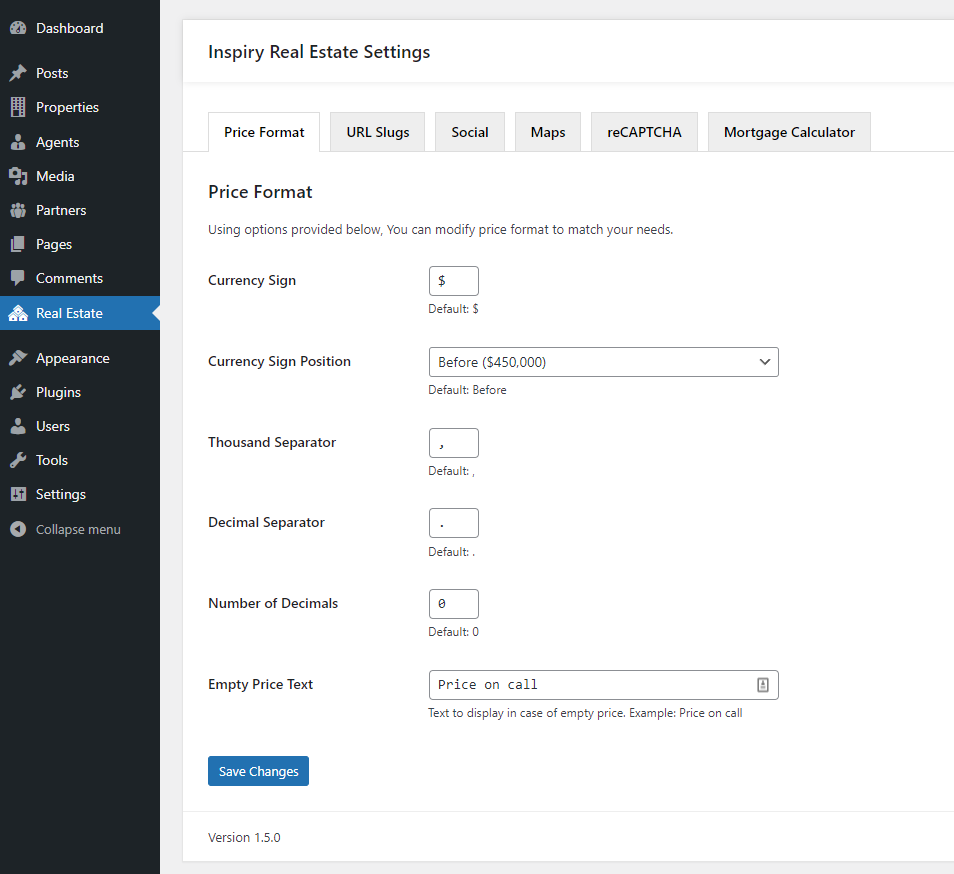 Dashboard
Posts
Properties
Agents
Media
Partners
Pages
Comments
Real Estate
Appearance
Plugins
Users
Tools
Settings
Collapse menu
Inspiry Real Estate Settings
Price Format URL Slugs Social Maps reCAPTCHA Mortgage Calculator
Price Format
Using options provided below, You can modify price format to match your needs.
Currency Sign $
Default: $
Currency Sign Position Before ($450,000)
Default: Before
Thousand Separator ,
Default: ,
Decimal Separator .
Default: .
Number of Decimals 0
Default: 0
Empty Price Text Price on call
Text to display in case of empty price. Example: Price on call
Save Changes
Version 1.5.0